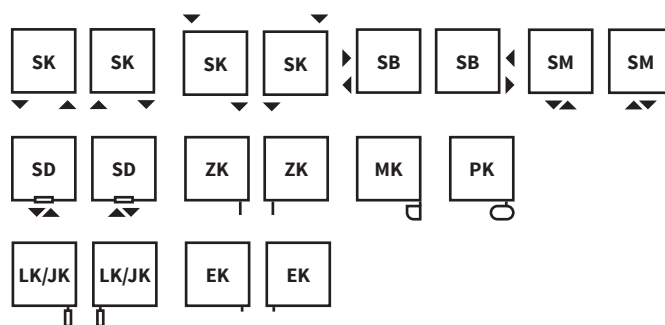 SK SK SK SK SB SB SM SM
SD SD ZK ZK MK PK
LK/JK LK/JK EK EK